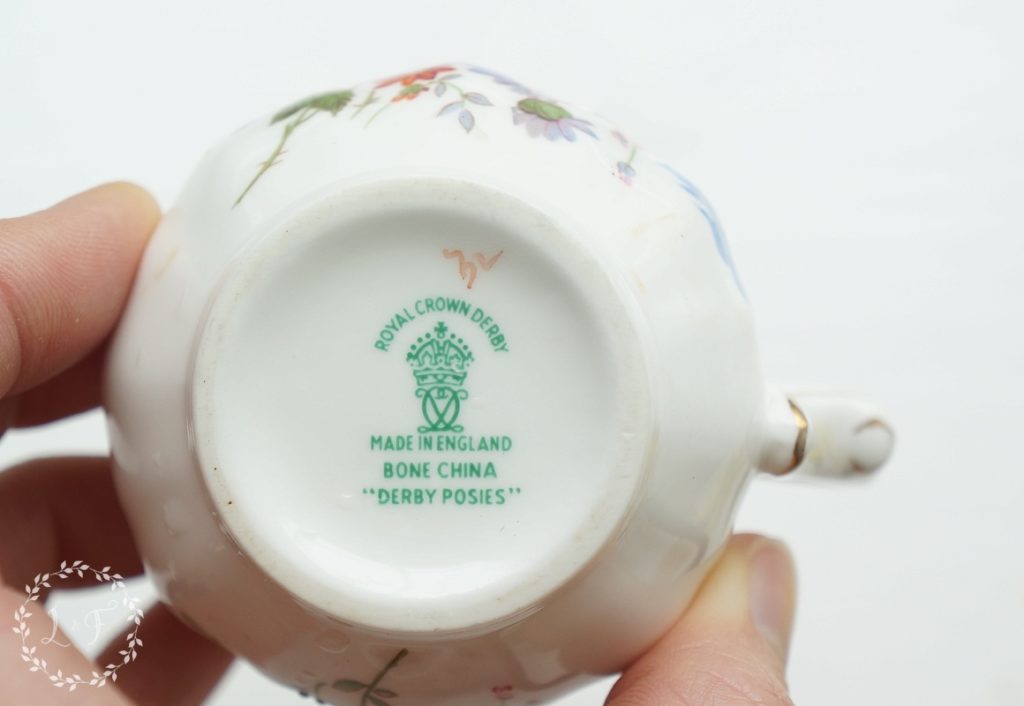 ROYAL CROWN DERBY
MADE IN ENGLAND
BONE CHINA
"DERBY POSIES"
L & F